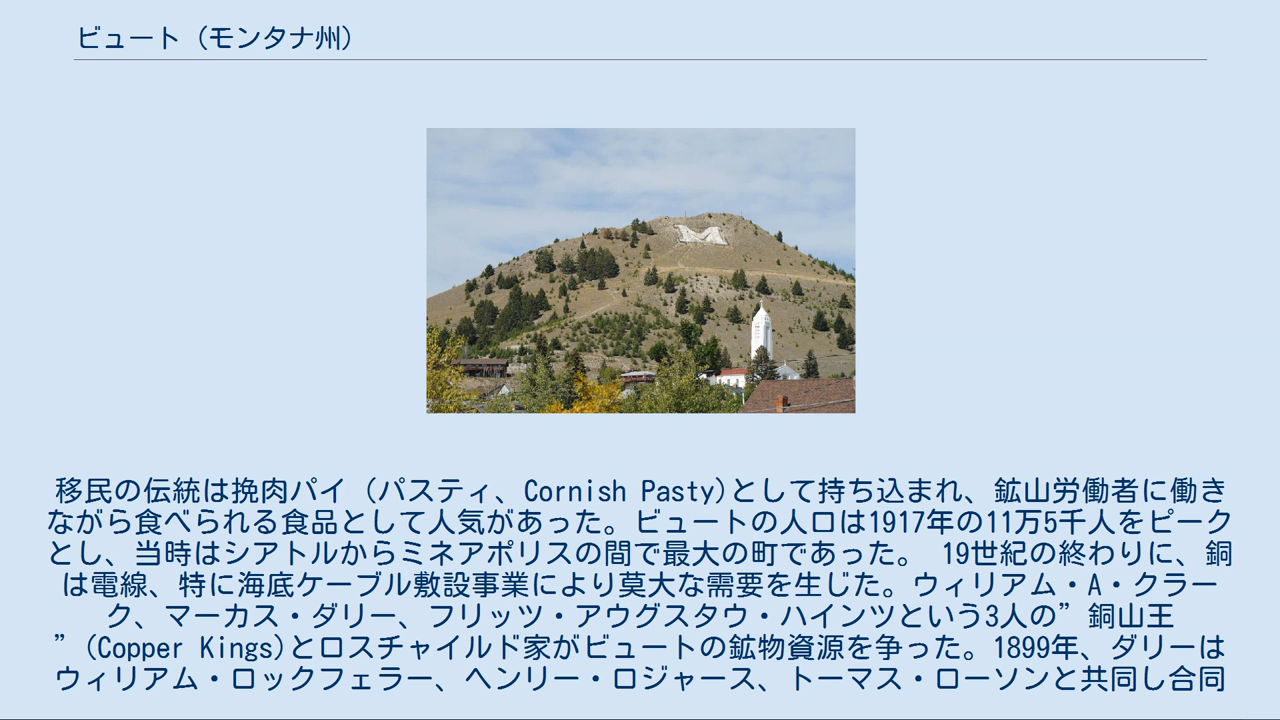 ビュート (モンタナ州)
移民の伝統は挽肉パイ (パスティ、Cornish Pasty)として持ち込まれ、鉱山労働者に働き
ながら食べられる食品として人気があった。ビュートの人口は1917年の11万5千人をピーク
とし、当時はシアトルからミネアポリスの間で最大の町であった。 19世紀の終わりに、銅
は電線、特に海底ケーブル敷設事業により莫大な需要を生じた。ウィリアム・A・クラー
ク、マーカス・ダリー、フリッツ・アウグスタウ・ハインツという3人の”銅山王
”(Copper Kings)とロスチャイルド家がビュートの鉱物資源を争った。1899年、ダリーは
ウィリアム・ロックフェラー、ヘンリー・ロジャース、トーマス・ローソンと共同し合同